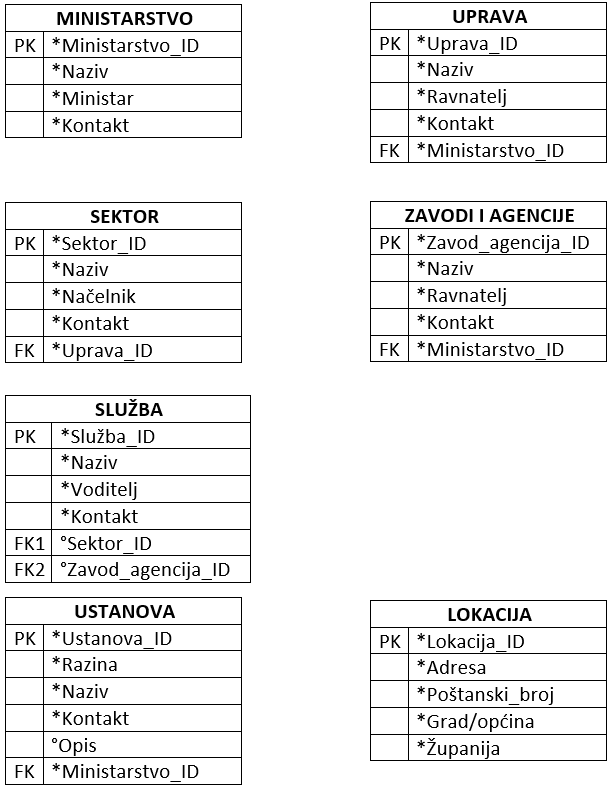 MINISTARSTVO
PK *Ministarstvo_ID
*Naziv
*Ministar
*Kontakt
UPRAVA
PK *Uprava_ID
*Naziv
*Ravnatelj
*Kontakt
FK *Ministarstvo_ID
SEKTOR
PK *Sektor_ID
*Naziv
*Načelnik
*Kontakt
FK *Uprava_ID
ZAVODI I AGENCIJE
PK *Zavod_agencija_ID
*Naziv
*Ravnatelj
*Kontakt
FK *Ministarstvo_ID
SLUŽBA
PK *Služba_ID
*Naziv
*Voditelj
*Kontakt
FK1 °Sektor_ID
FK2 °Zavod_agencija_ID
USTANOVA
PK *Ustanova_ID
*Razina
*Naziv
*Kontakt
°Opis
FK *Ministarstvo_ID
LOKACIJA
PK *Lokacija_ID
*Adresa
*Poštanski_broj
*Grad/općina
*Županija